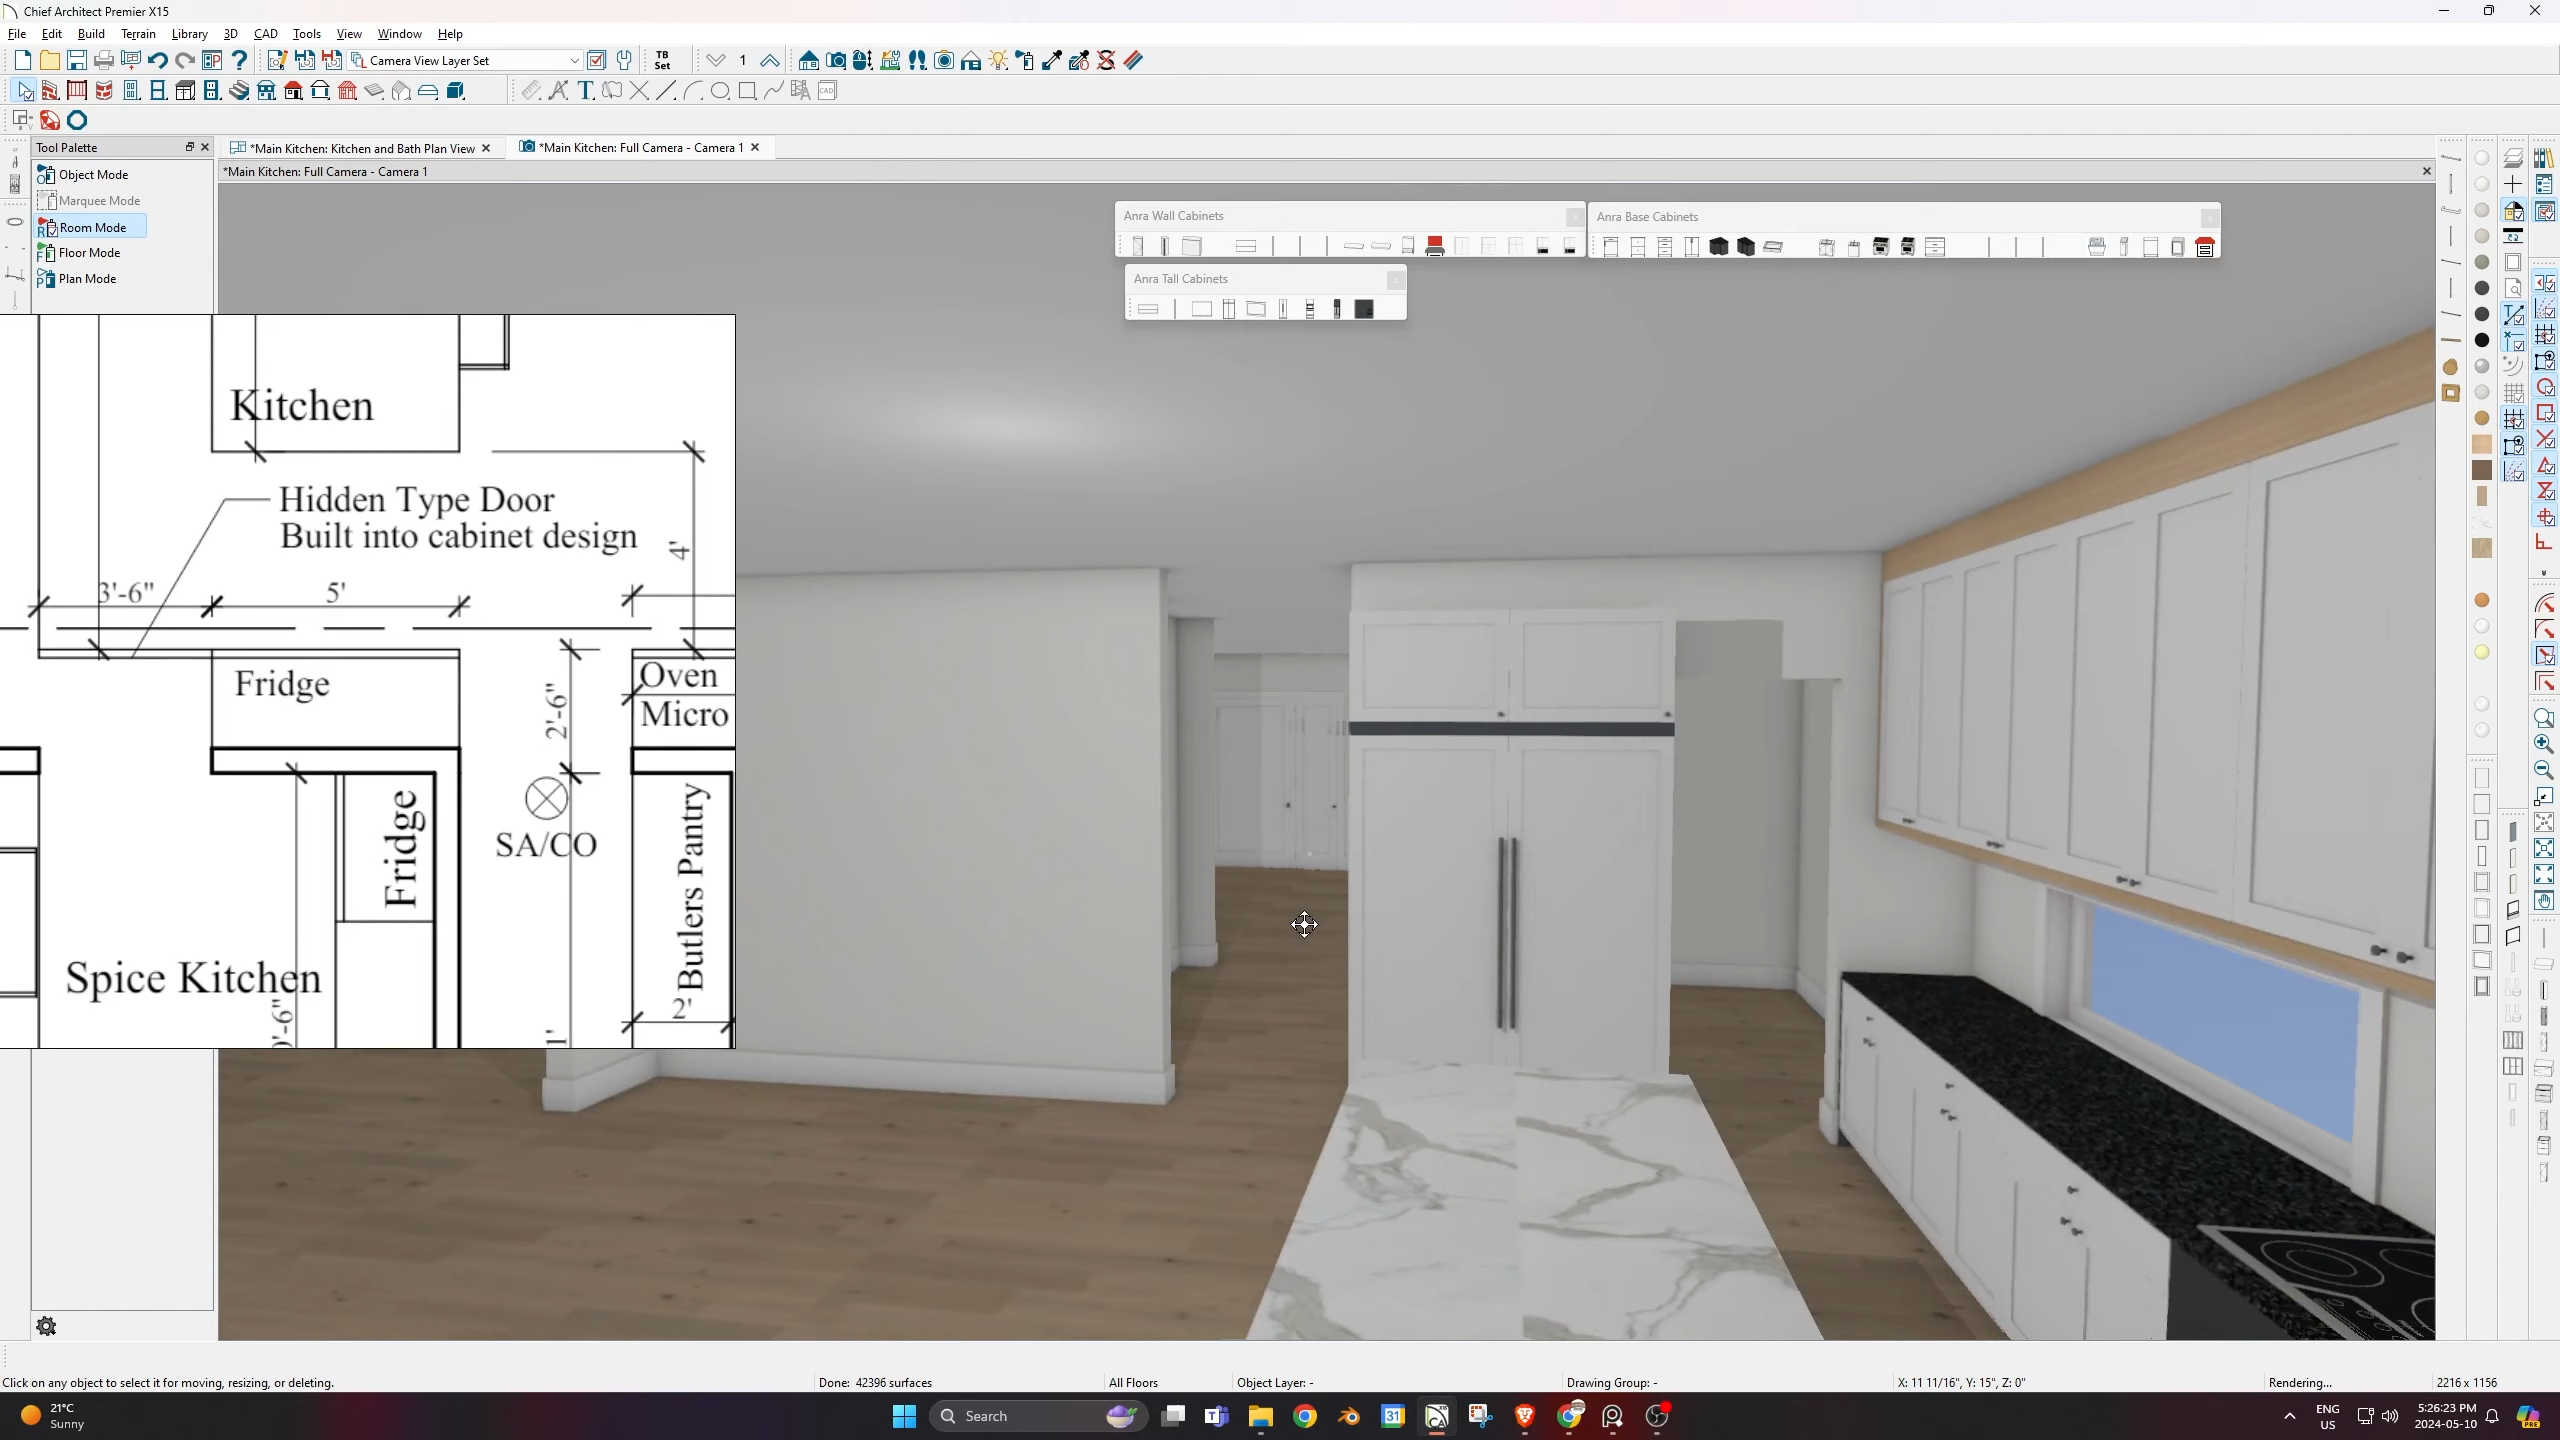 Chief Architect Premier X15
File Edit Build Terrain Library 3D CAD Tools View Window Help
Camera View Layer Set
TB Set
1
CAD
Tool Palette
*Main Kitchen: Kitchen and Bath Plan View
*Main Kitchen: Full Camera - Camera 1
*Main Kitchen: Full Camera - Camera 1
Object Mode
Marquee Mode
Room Mode
Floor Mode
Plan Mode
Anra Wall Cabinets
Anra Base Cabinets
Anra Tall Cabinets
Kitchen
Hidden Type Door
Built into cabinet design
4'
3'-6"
5'
Fridge
2'-6"
Oven
Micro
Fridge
SA/CO
Butlers Pantry
Spice Kitchen
2'
1'
Click on any object to select it for moving, resizing, or deleting.
Done: 42396 surfaces
All Floors
Object Layer: -
Drawing Group: -
X: 11 11/16", Y: 15", Z: 0"
Rendering...
2216 x 1156
21°C
Sunny
Search
31
ENG
US
5:26:23 PM
2024-05-10